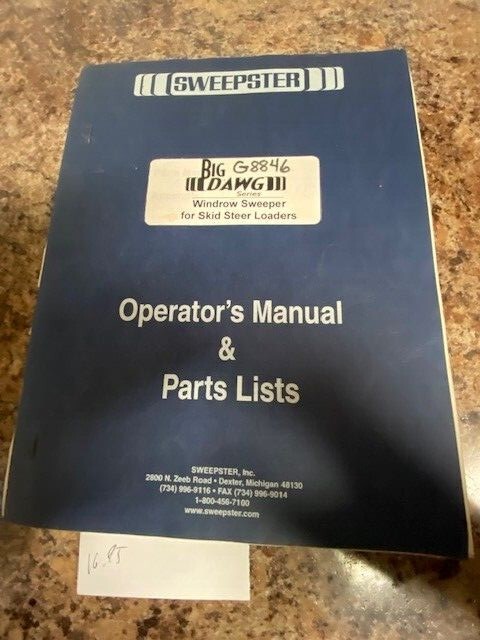 SWEEPSTER
BIG G8846
DAWG
Series
Windrow Sweeper
for Skid Steer Loaders
Operator's Manual
&
Parts Lists
SWEEPSTER, Inc.
2800 N. Zeeb Road • Dexter, Michigan 48130
(734) 996-9116 • FAX (734) 996-9014
1-800-456-7100
www.sweepster.com
16.95